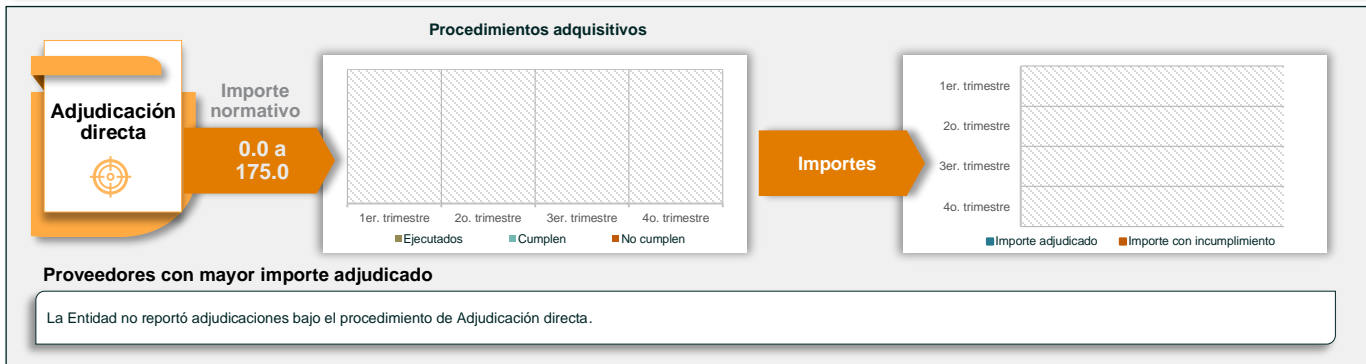 Procedimientos adquisitivos
Adjudicación
directa
Importe
normativo
0.0 a
175.0
1er. trimestre
2o. trimestre
3er. trimestre
4o. trimestre
Ejecutados
Cumplen
No cumplen
Importes
1er. trimestre
2o. trimestre
3er. trimestre
4o. trimestre
Importe adjudicado
Importe con incumplimiento
Proveedores con mayor importe adjudicado
La Entidad no reportó adjudicaciones bajo el procedimiento de Adjudicación directa.